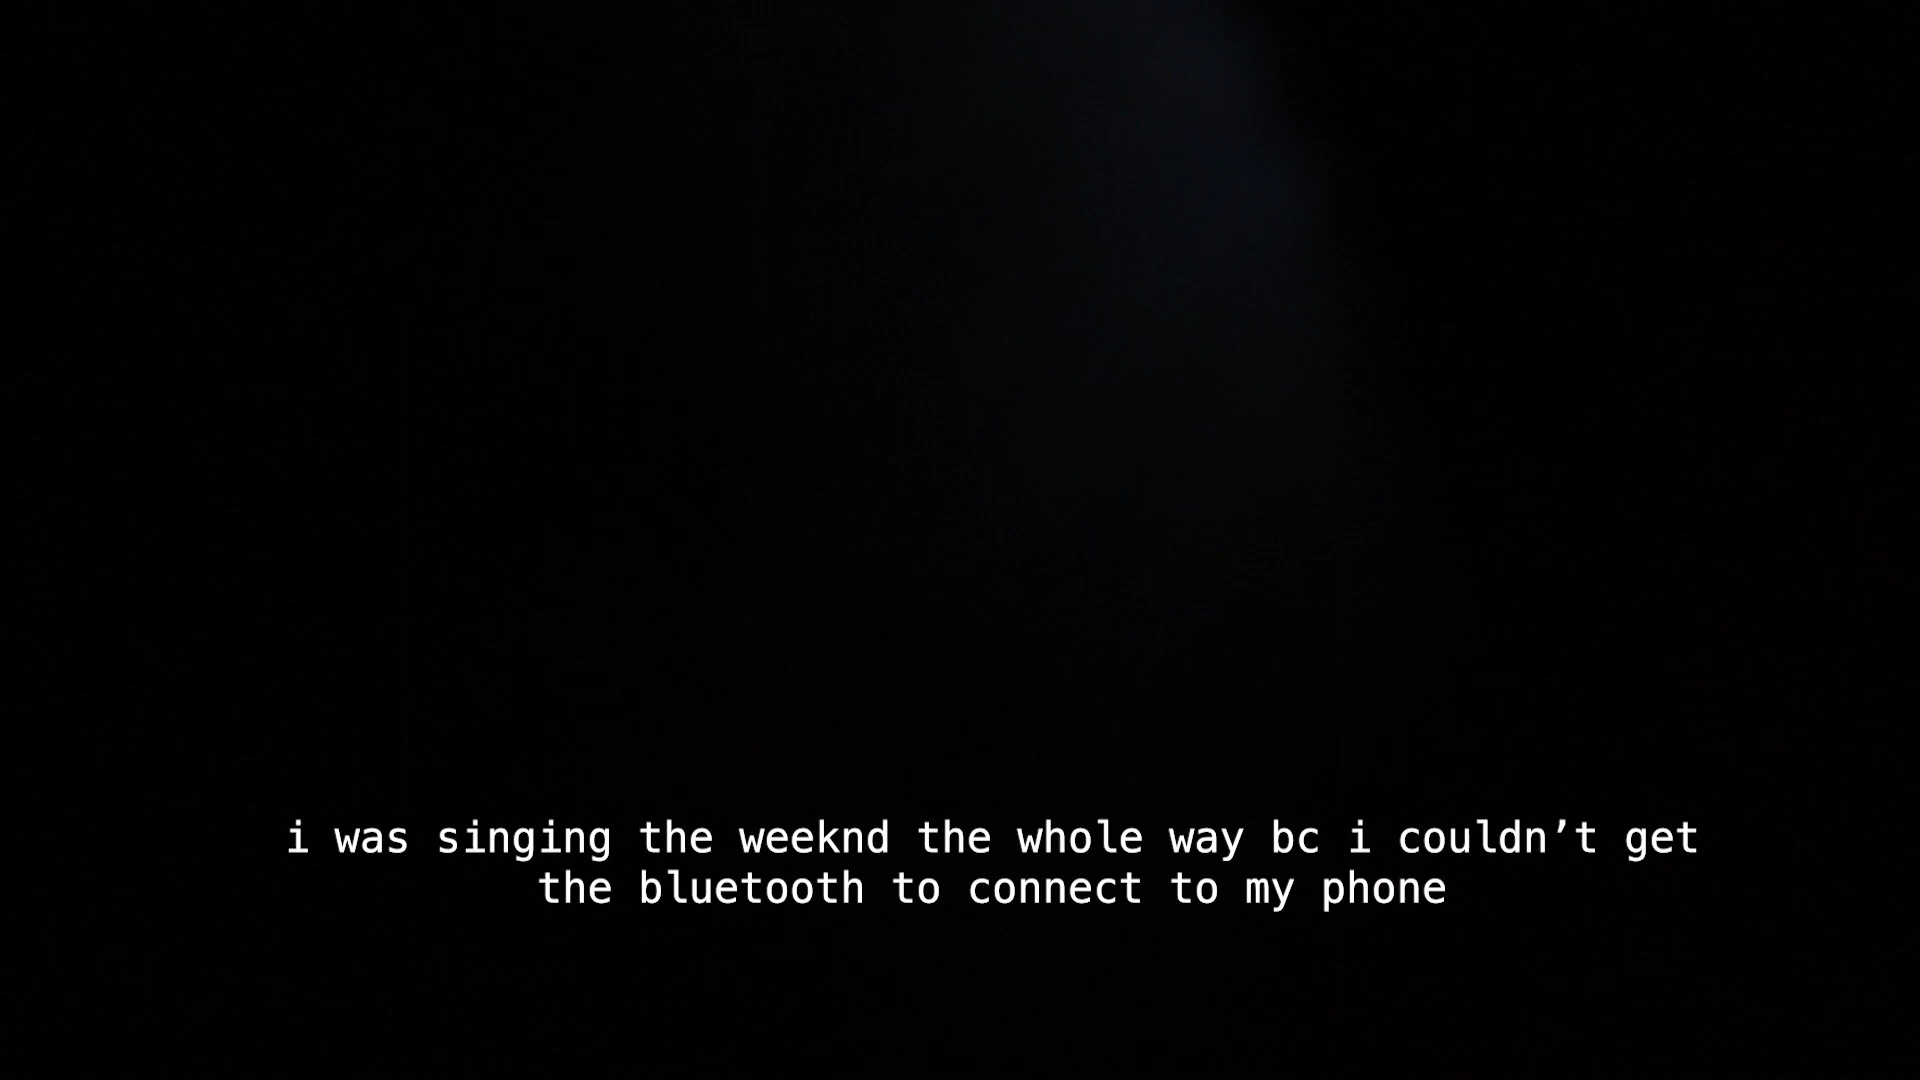 i was singing the weeknd the whole way bc i couldn’t get
the bluetooth to connect to my phone